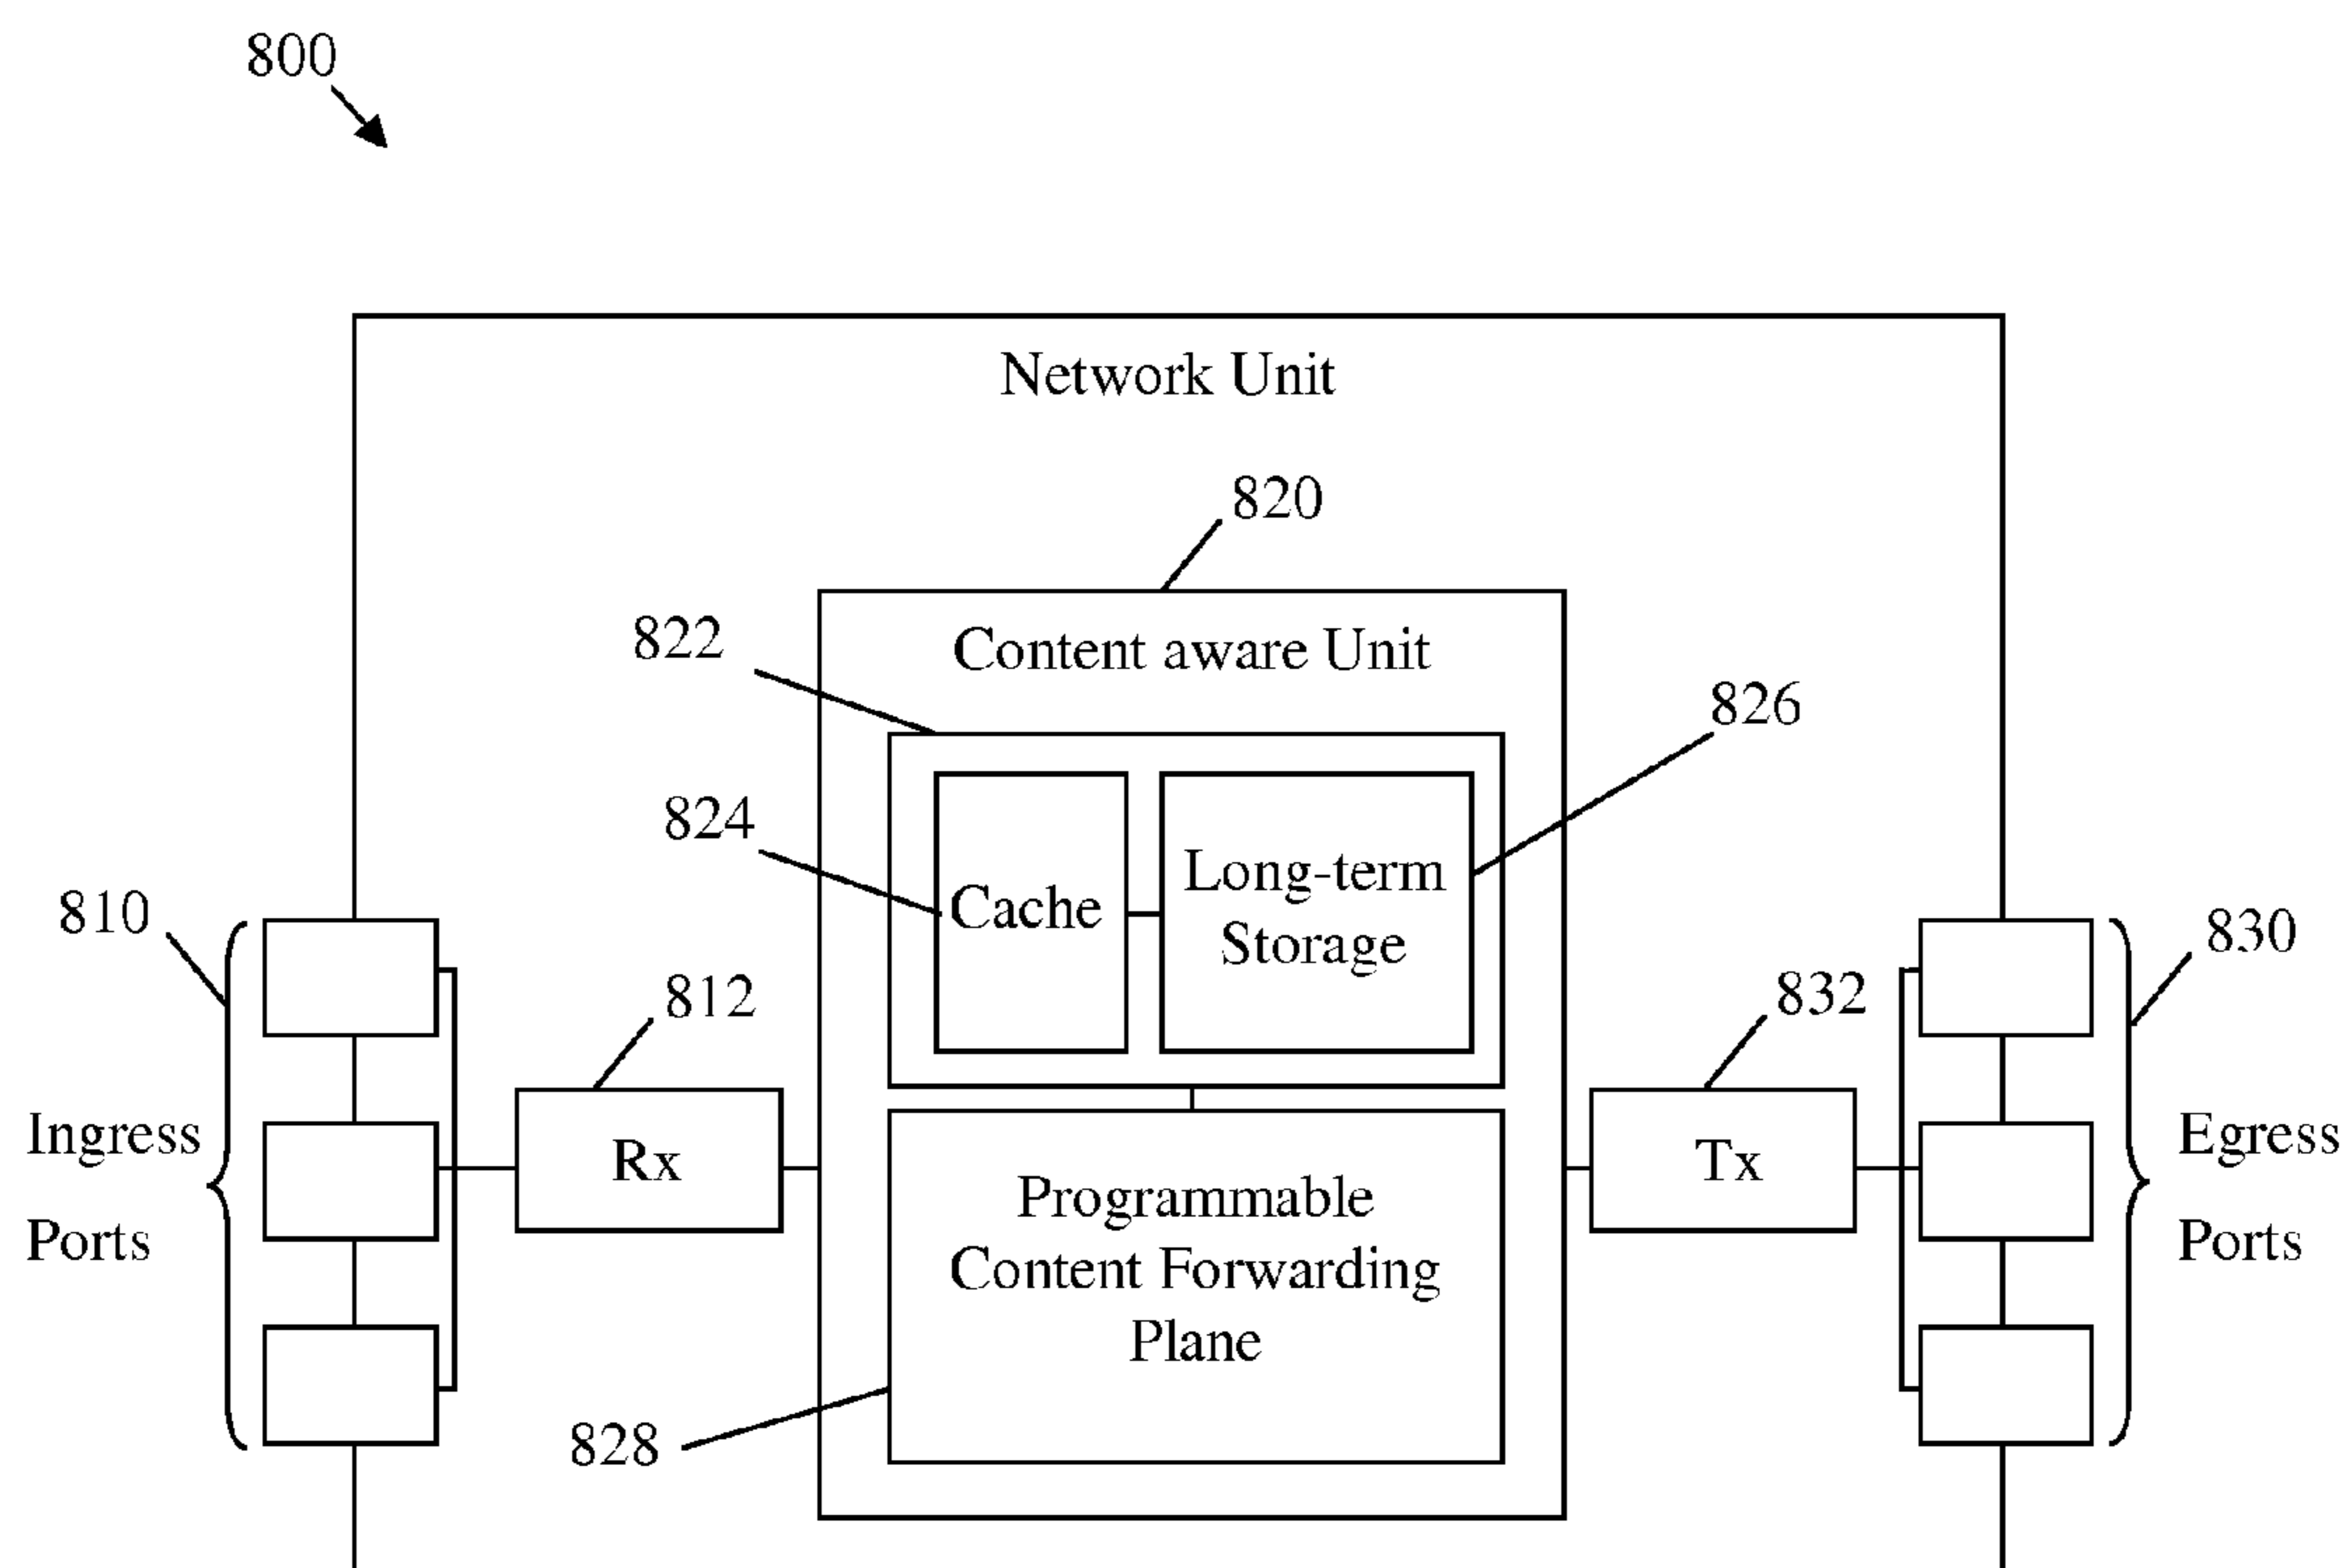 800
Network Unit
820
822
Content aware Unit
826
824
Long-term
Cache
Storage
810
830
812
832
Ingress
Ports
Rx
Programmable
Content Forwarding
Plane
Tx
Egress
Ports
828